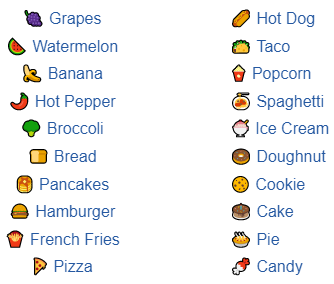 Grapes
Watermelon
Banana
Hot Pepper
Broccoli
Bread
Pancakes
Hamburger
French Fries
Pizza
Hot Dog
Taco
Popcorn
Spaghetti
Ice Cream
Doughnut
Cookie
Cake
Pie
Candy